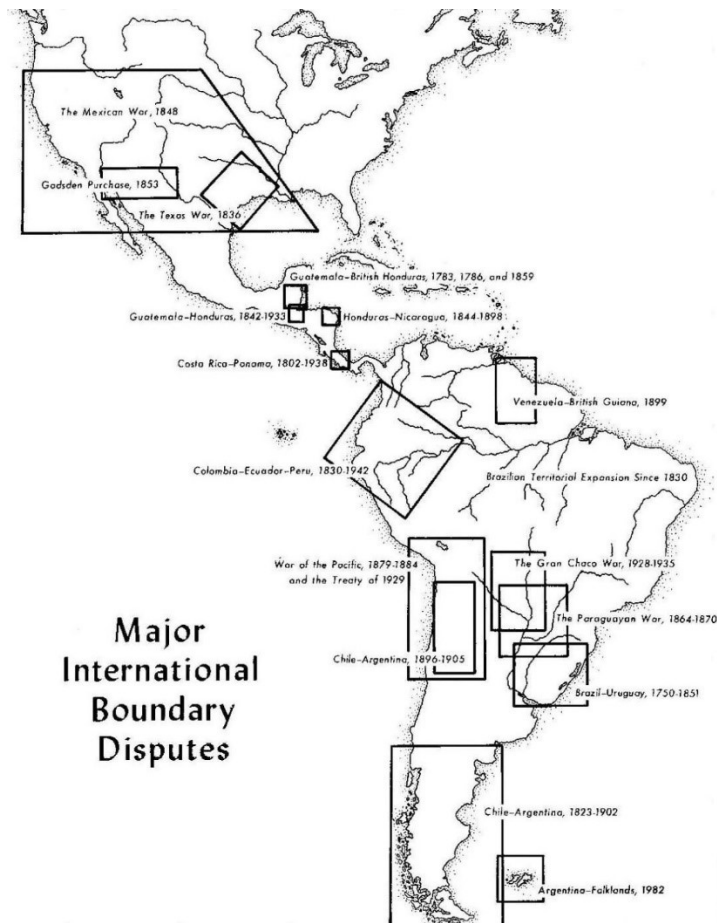 The Mexican War, 1848
Gadsden Purchase, 1853
The Texas War, 1836
Guatemala-British Honduras, 1783, 1786, and 1859
Guatemala-Honduras, 1842-1933
Honduras-Nicaragua, 1844-1898
Costa Rica-Panama, 1802-1938
Venezuela-British Guiana, 1899
Colombia-Ecuador-Peru, 1830-1942
Brazilian Territorial Expansion Since 1830
War of the Pacific, 1879-1884
and the Treaty of 1929
The Gran Chaco War, 1928-1935
The Paraguayan War, 1864-1870
Chile-Argentina, 1896-1905
Brazil-Uruguay, 1750-1851
Major
International
Boundary
Disputes
Chile-Argentina, 1823-1902
Argentina-Falklands, 1982